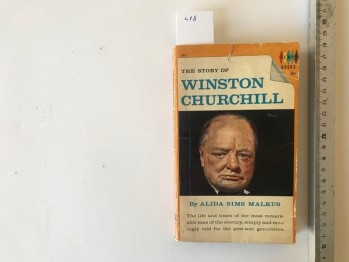 418
THE STORY OF
WINSTON
CHURCHILL
BOOKS
By ALIDA SIMS MALKUS
The life and times of the most remark-
able man of the century, simply and mov-
ingly told for the post-war generation.